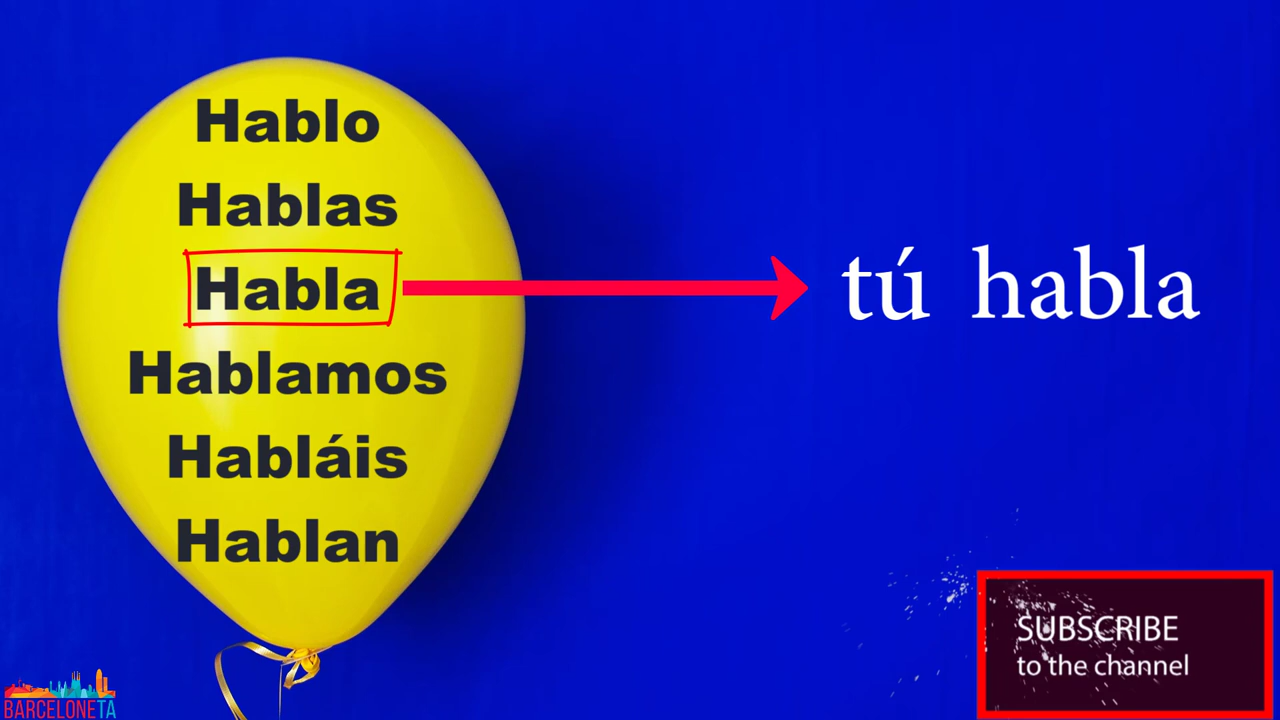 Hablo
Hablas
Habla
tú habla
Hablamos
Habláis
Hablan
SUBSCRIBE
to the channel
BARCELONETA